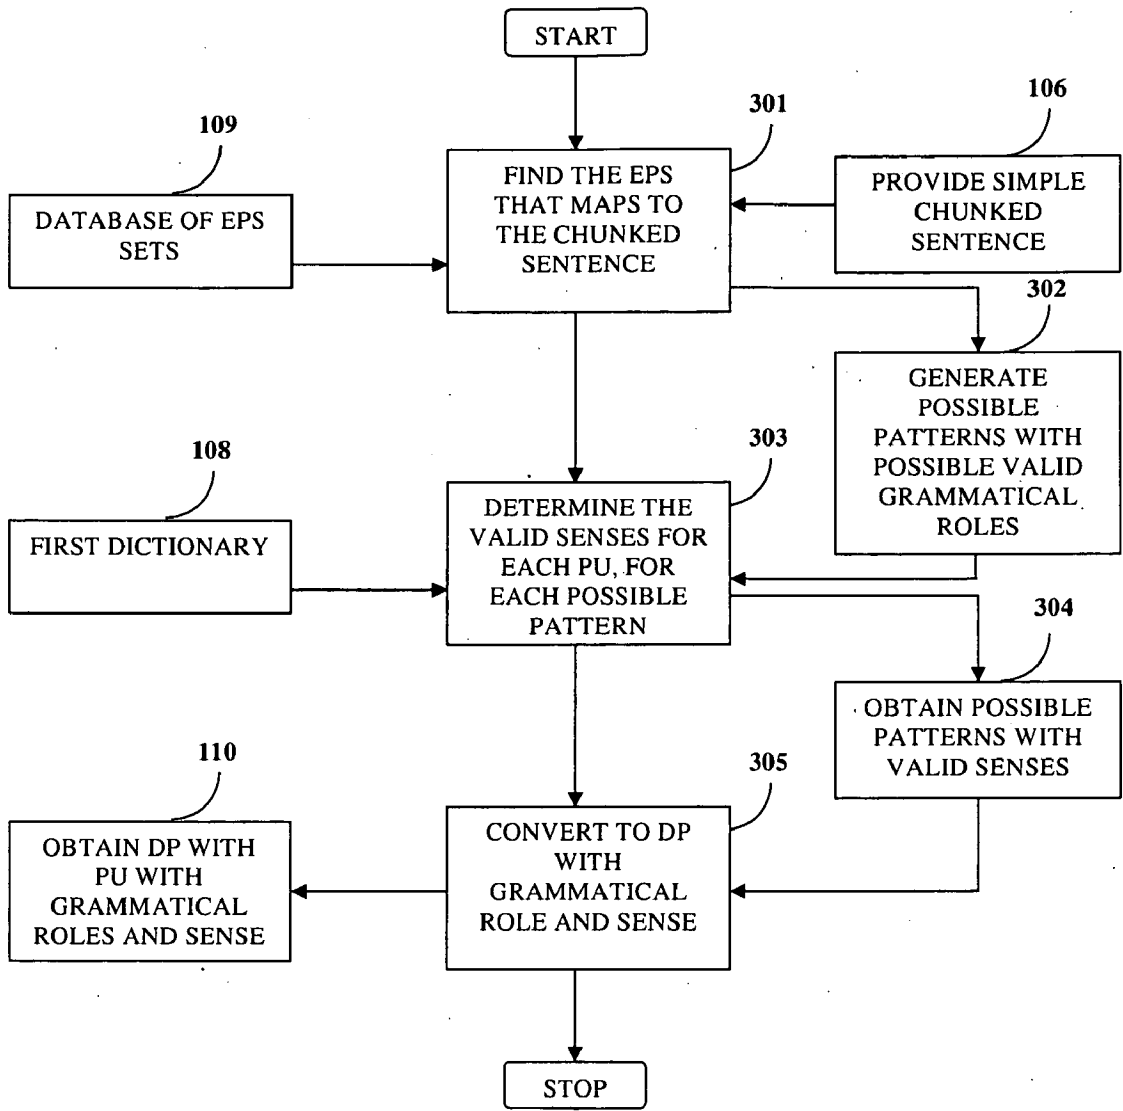 START
106
301
109
FIND THE EPS
THAT MAPS TO
THE CHUNKED
SENTENCE
PROVIDE SIMPLE
CHUNKED
SENTENCE
DATABASE OF EPS
SETS
302
GENERATE
POSSIBLE
PATTERNS WITH
POSSIBLE VALID
GRAMMATICAL
ROLES
303
108
DETERMINE THE
VALID SENSES FOR
EACH PU, FOR
EACH POSSIBLE
PATTERN
FIRST DICTIONARY
304
OBTAIN POSSIBLE
PATTERNS WITH
VALID SENSES
305
110
CONVERT TO DP
WITH
GRAMMATICAL
ROLE AND SENSE
OBTAIN DP WITH
PU WITH
GRAMMATICAL
ROLES AND SENSE
STOP